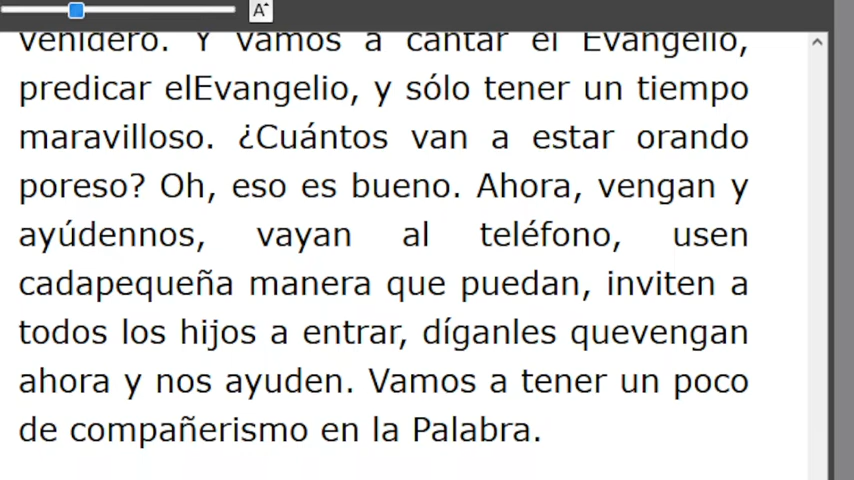 A
venidero. Y vamos a cantar el Evangelio,
predicar elEvangelio, y sólo tener un tiempo
maravilloso. ¿Cuántos van a estar orando
poreso? Oh, eso es bueno. Ahora, vengan y
ayúdennos, vayan al teléfono, usen
cadapequeña manera que puedan, inviten a
todos los hijos a entrar, díganles quevengan
ahora y nos ayuden. Vamos a tener un poco
de compañerismo en la Palabra.